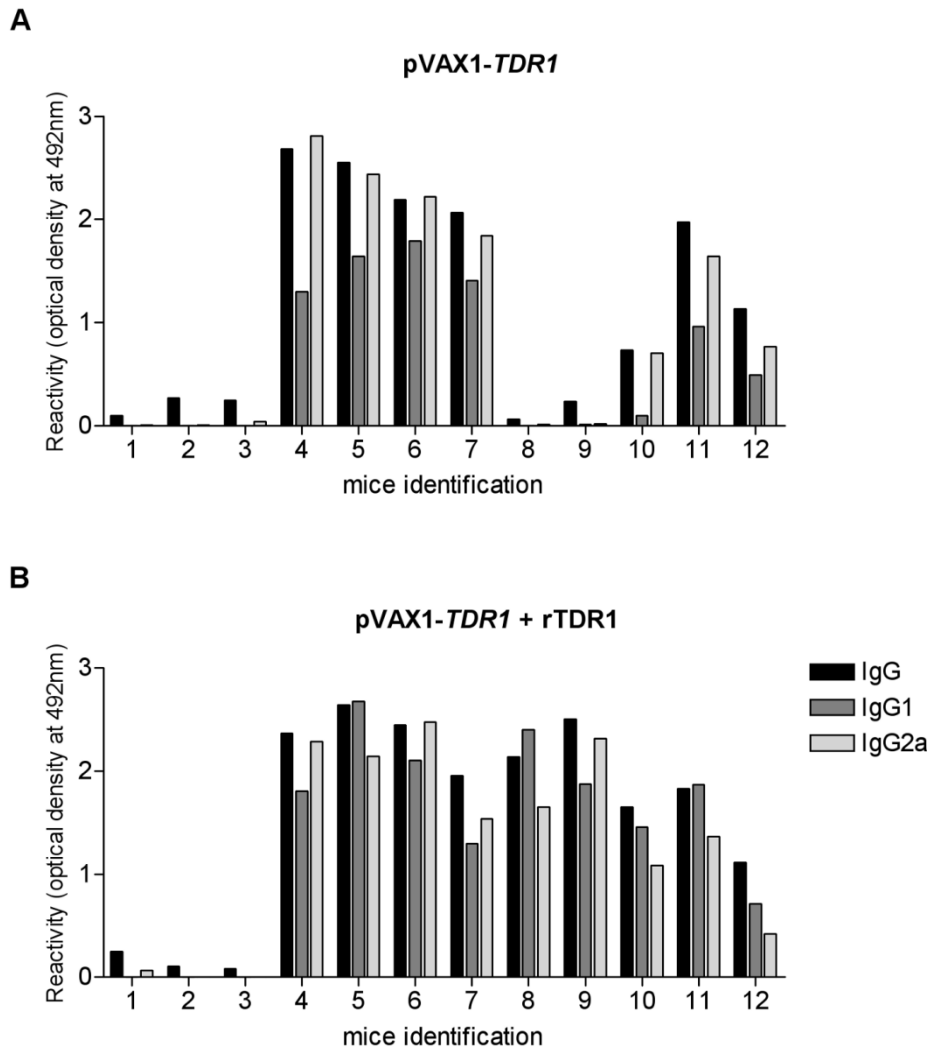 A
pVAX1-TDR1
Reactivity (optical density at 492nm)
3
2
1
0
1 2 3 4 5 6 7 8 9 10 11 12
mice identification
B
pVAX1-TDR1 + rTDR1
Reactivity (optical density at 492nm)
3
2
1
0
1 2 3 4 5 6 7 8 9 10 11 12
mice identification
IgG
IgG1
IgG2a